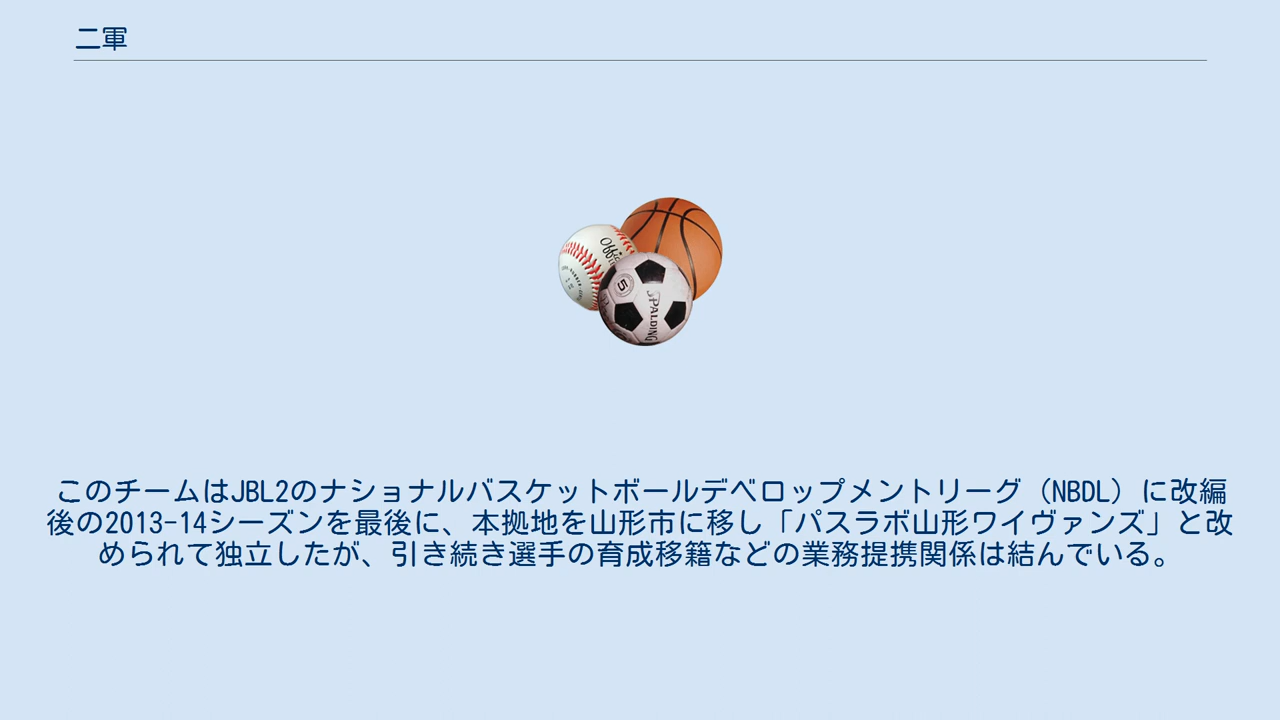 二軍
Offic
5
SPALDING
このチームはJBL2のナショナルバスケットボールデベロップメントリーグ（NBDL）に改編
後の2013-14シーズンを最後に、本拠地を山形市に移し「パスラボ山形ワイヴァンズ」と改
められて独立したが、引き続き選手の育成移籍などの業務提携関係は結んでいる。